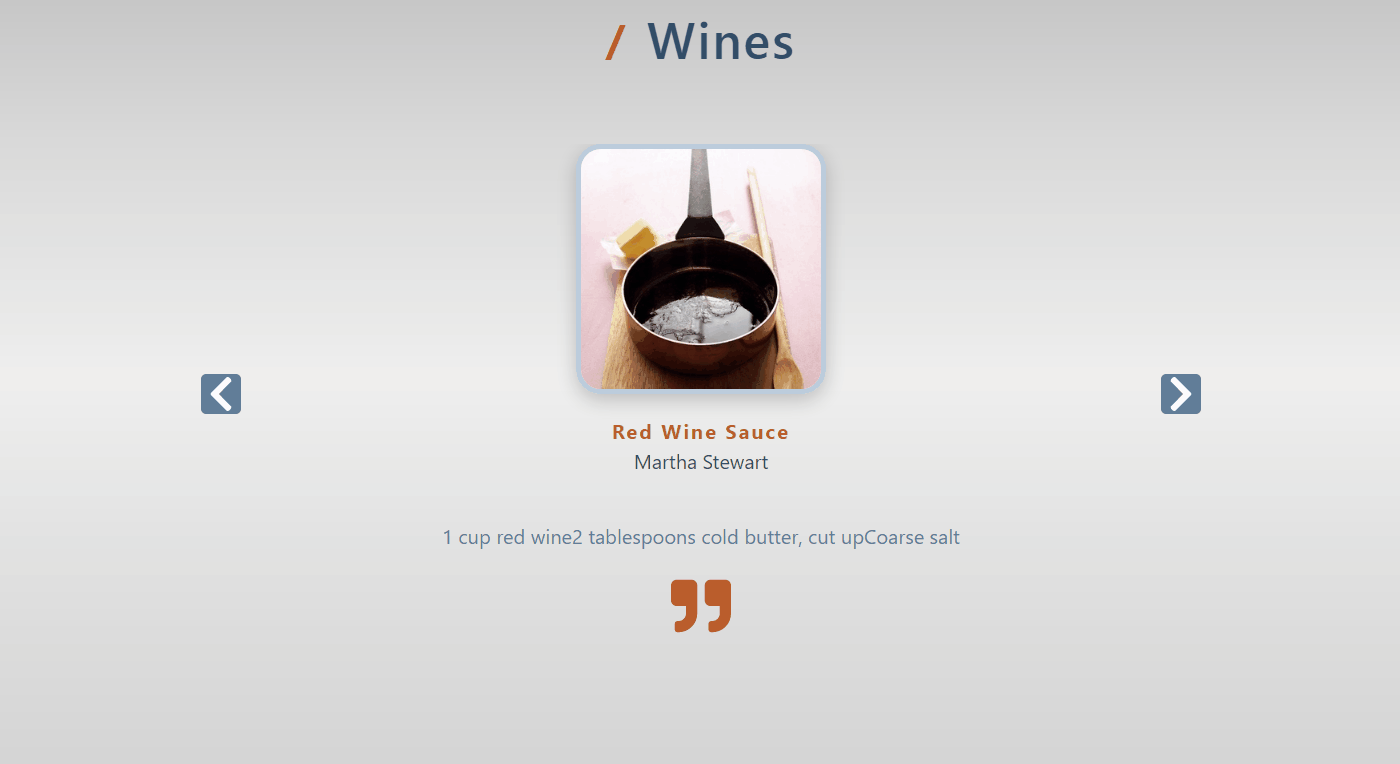 / Wines
Red Wine Sauce
Martha Stewart
1 cup red wine2 tablespoons cold butter, cut upCoarse salt